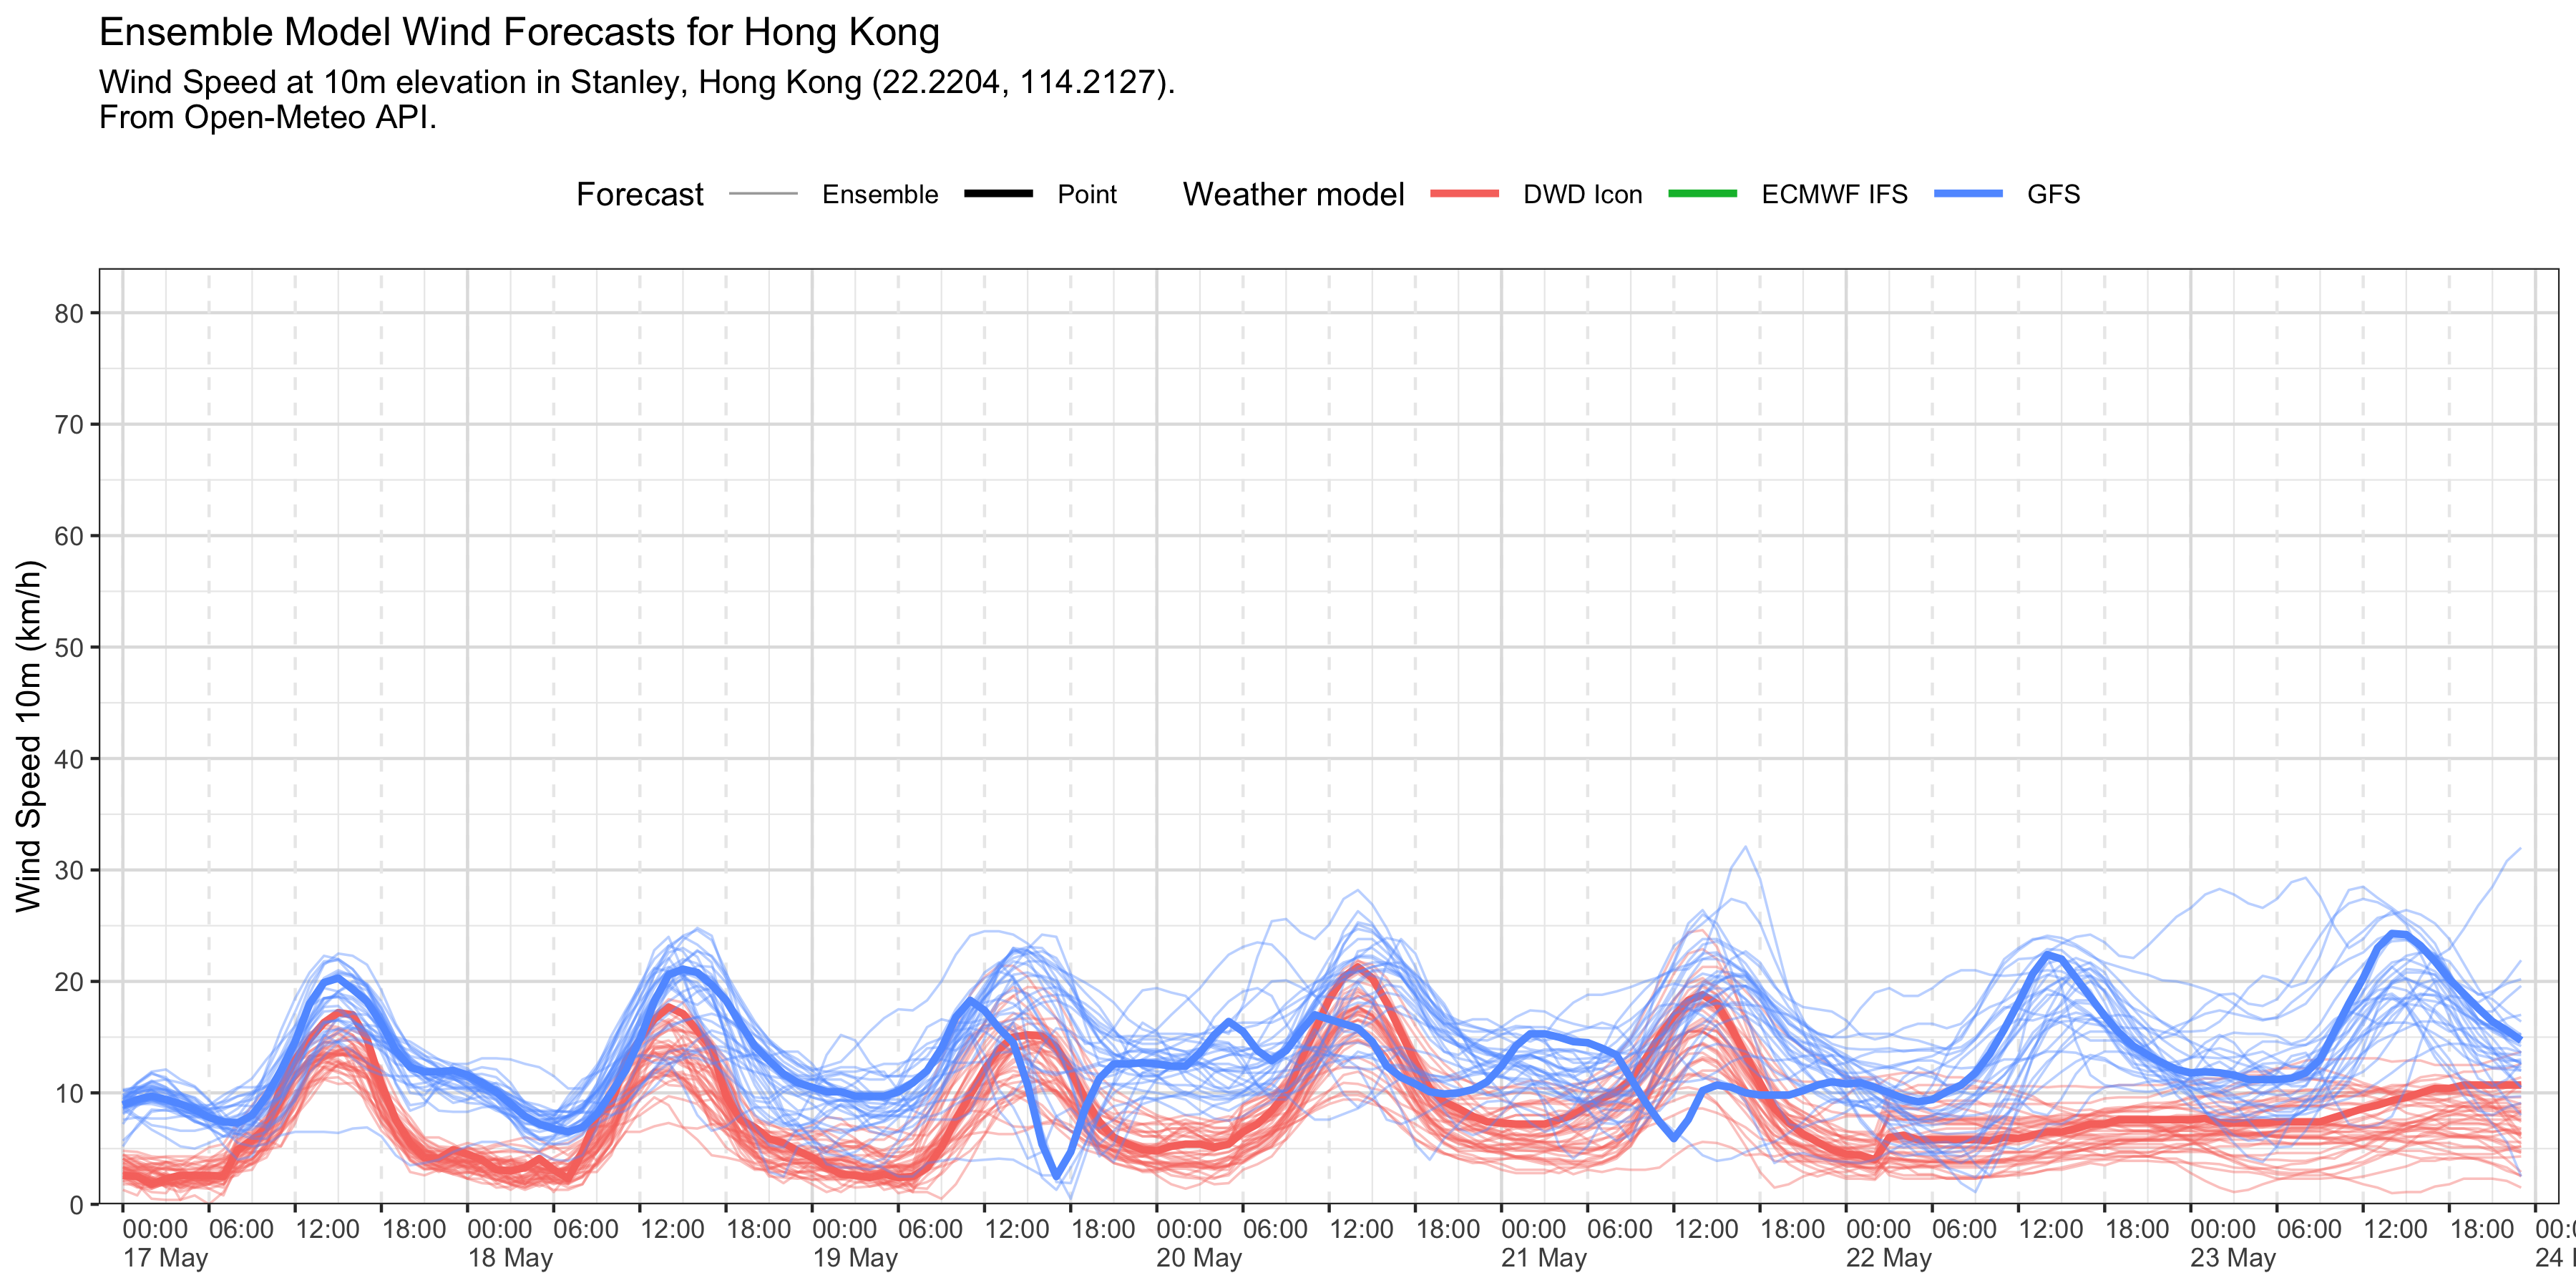 Ensemble Model Wind Forecasts for Hong Kong
Wind Speed at 10m elevation in Stanley, Hong Kong (22.2204, 114.2127).
From Open-Meteo API.
Forecast Ensemble Point Weather model DWD Icon ECMWF IFS GFS
Wind Speed 10m (km/h)
80
70
60
50
40
30
20
10
0
00:00 06:00 12:00 18:00 00:00 06:00 12:00 18:00 00:00 06:00 12:00 18:00 00:00 06:00 12:00 18:00 00:00 06:00 12:00 18:00 00:00 06:00 12:00 18:00 00:00 06:00 12:00 18:00
17 May 18 May 19 May 20 May 21 May 22 May 23 May 24